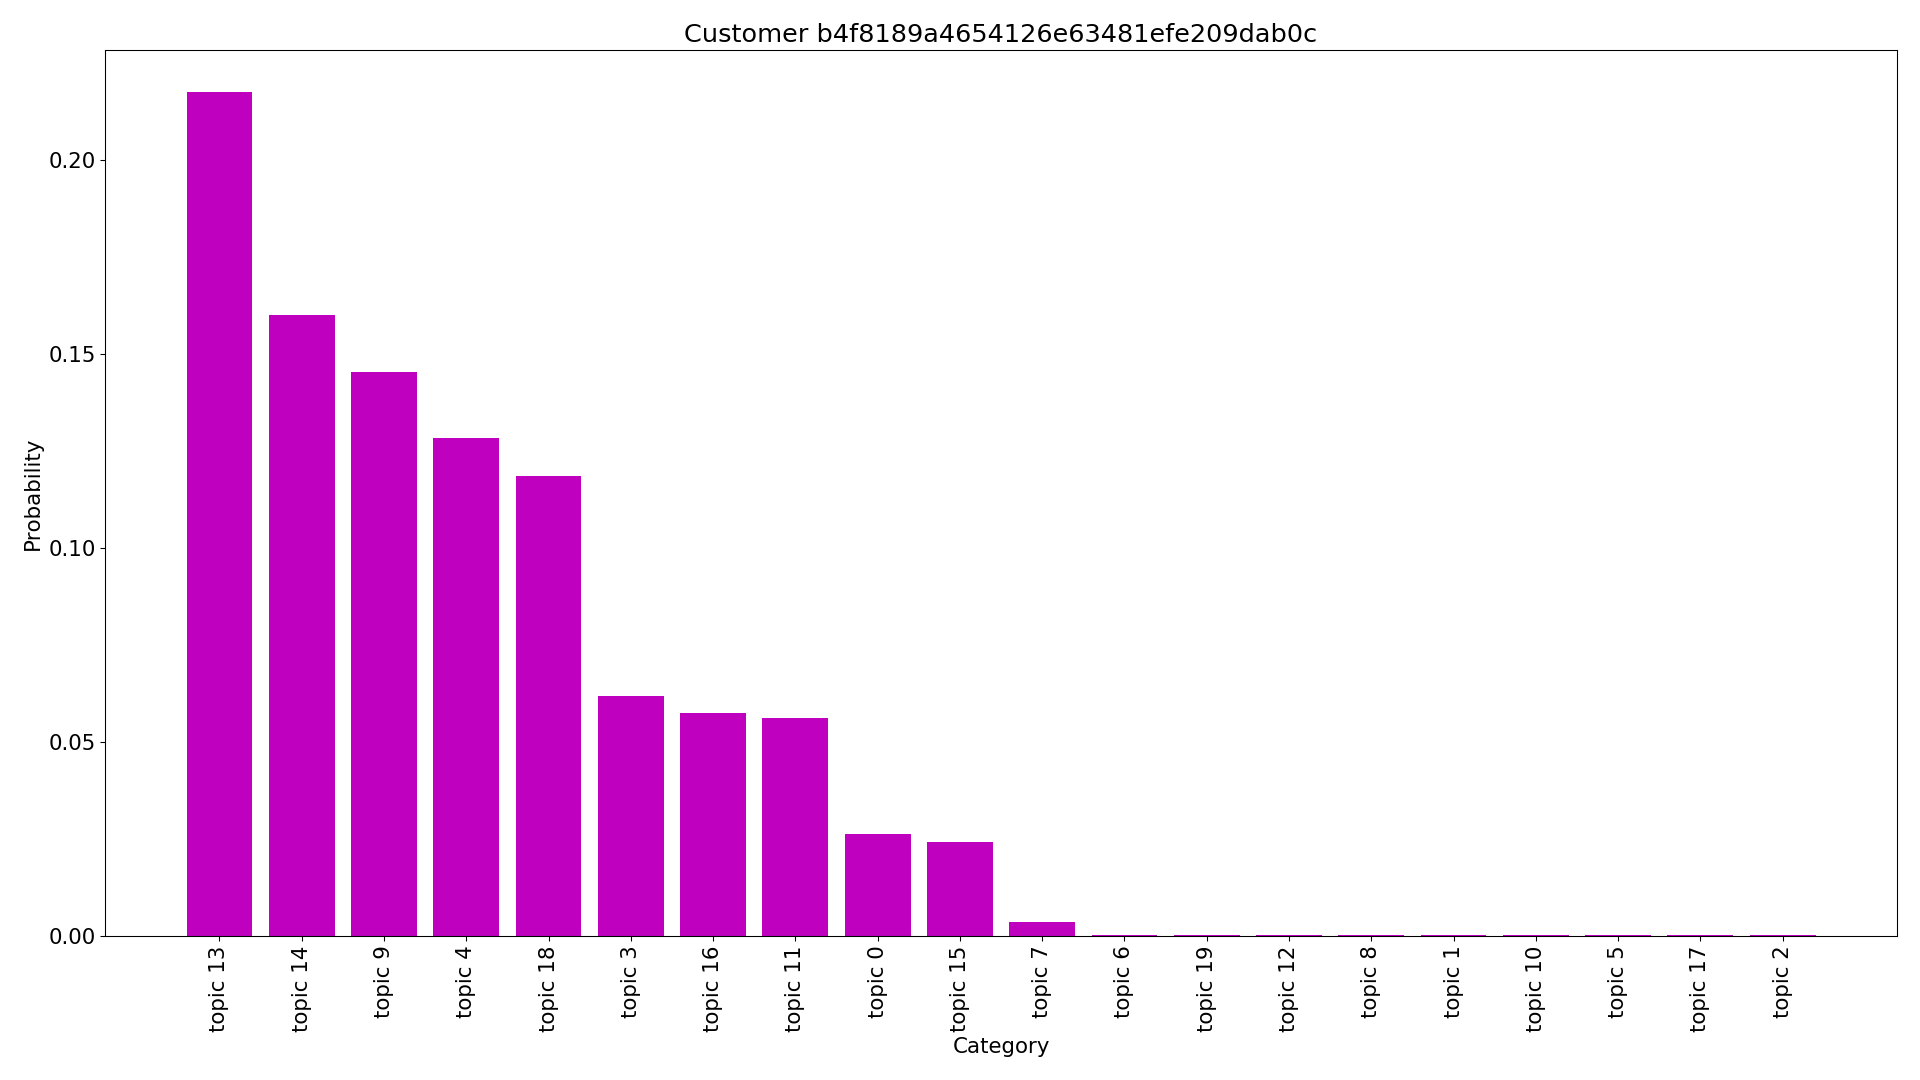 Customer b4f8189a4654126e63481efe209dab0c
Probability
0.20
0.15
0.10
0.05
0.00
topic 13
topic 14
topic 9
topic 4
topic 18
topic 3
topic 16
topic 11
topic 0
topic 15
topic 7
topic 6
topic 19
topic 12
topic 8
topic 1
topic 10
topic 5
topic 17
topic 2
Category